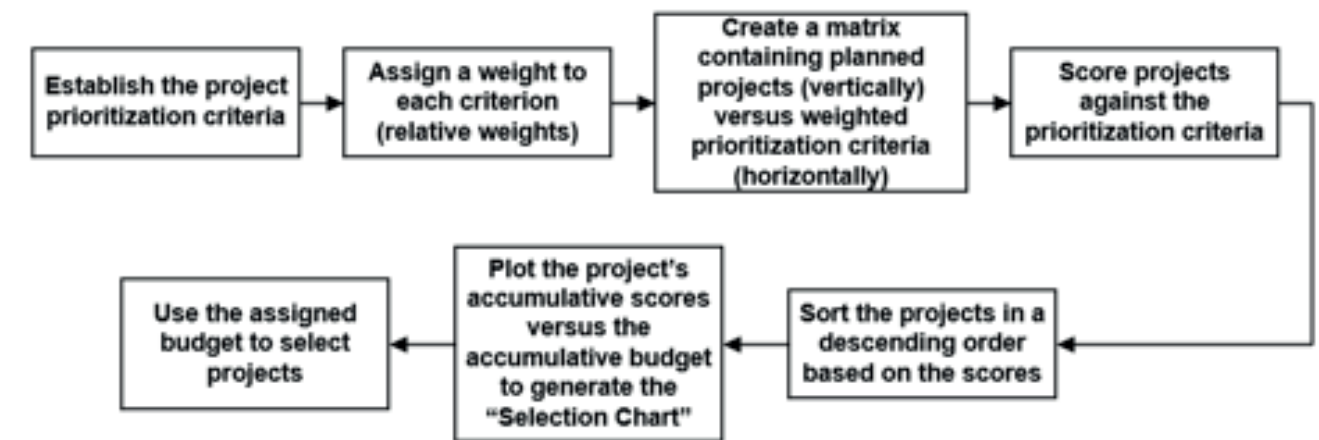 Establish the project
prioritization criteria
Assign a weight to
each criterion
(relative weights)
Create a matrix
containing planned
projects (vertically)
versus weighted
prioritization criteria
(horizontally)
Score projects
against the
prioritization criteria
Sort the projects in a
descending order
based on the scores
Plot the project's
accumulative scores
versus the
accumulative budget
to generate the
“Selection Chart”
Use the assigned
budget to select
projects